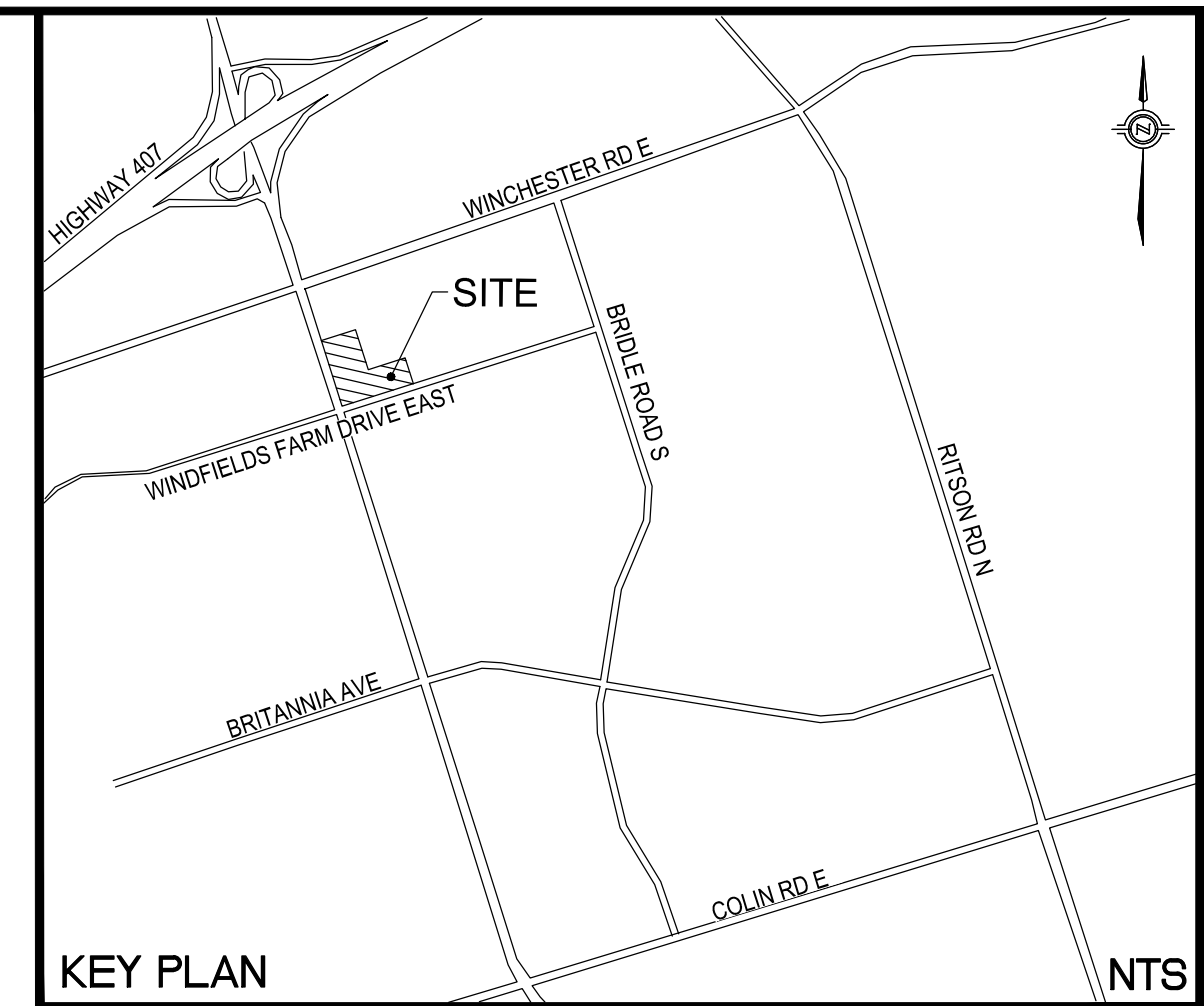 HIGHWAY 407
WINCHESTER RD E
N
SITE
BRIDLE ROAD S
WINDFIELDS FARM DRIVE EAST
RITSON RD N
BRITANNIA AVE
COLIN RD E
KEY PLAN
NTS